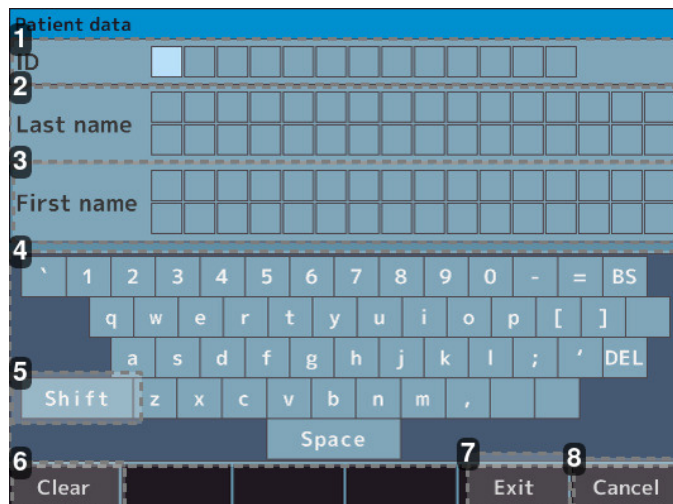 Patient data
1
ID
2
Last name
3
First name
4
` 1 2 3 4 5 6 7 8 9 0 - = BS
q w e r t y u i o p [ ]
a s d f g h j k l ; ' DEL
5
Shift z x c v b n m ,
Space
6 7 8
Clear Exit Cancel